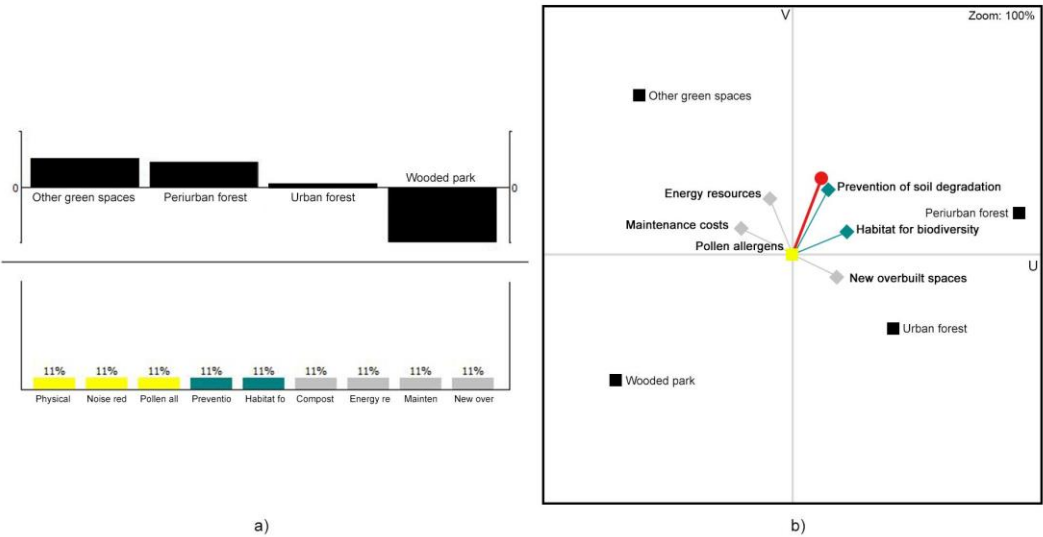 0
Other green spaces
Periurban forest
Urban forest
Wooded park
0
11%
11%
11%
11%
11%
11%
11%
11%
11%
Physical
Noise red
Pollen all
Preventio
Habitat fo
Compost
Energy re
Mainten
New over
a)
V
Zoom: 100%
Other green spaces
Energy resources
Prevention of soil degradation
Periurban forest
Maintenance costs
Habitat for biodiversity
Pollen allergens
U
New overbuilt spaces
Urban forest
Wooded park
b)